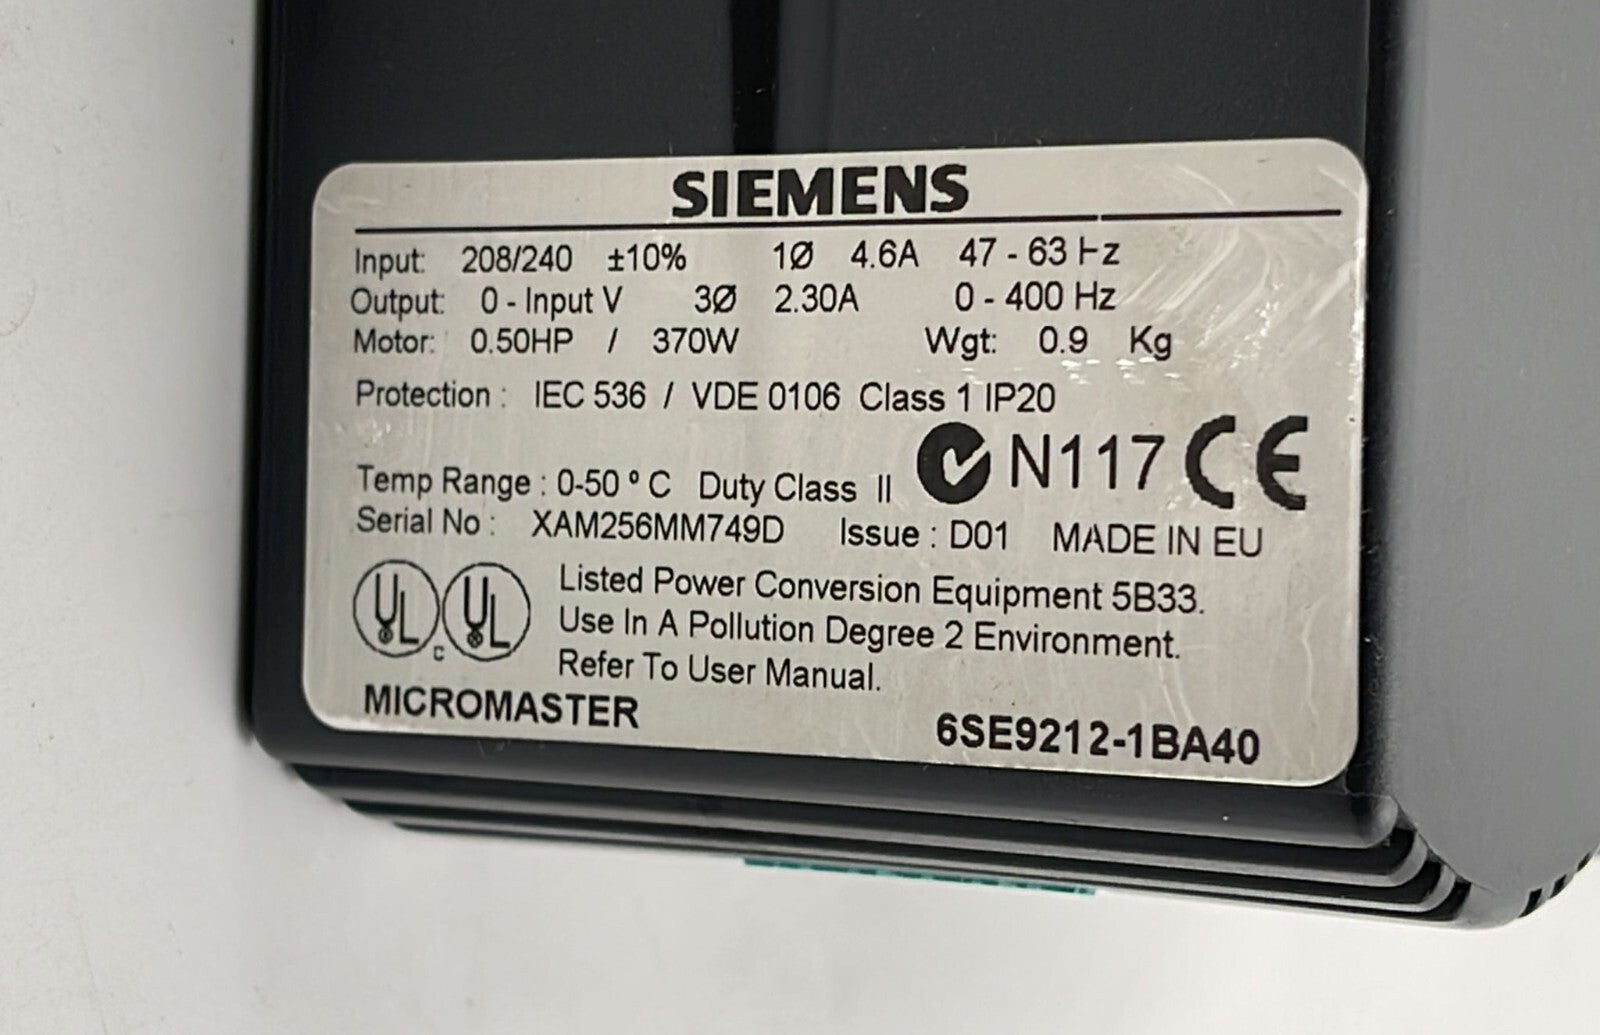 SIEMENS
Input: 208/240 ±10% 1Ø 4.6A 47 - 63 Hz
Output: 0 - Input V 3Ø 2.30A 0 - 400 Hz
Motor: 0.50HP / 370W Wgt: 0.9 Kg
Protection : IEC 536 / VDE 0106 Class 1 IP20
N117 CE
Temp Range : 0-50 ° C Duty Class II
Serial No : XAM256MM749D Issue : D01 MADE IN EU
UL c UL Listed Power Conversion Equipment 5B33.
Use In A Pollution Degree 2 Environment.
Refer To User Manual.
MICROMASTER 6SE9212-1BA40